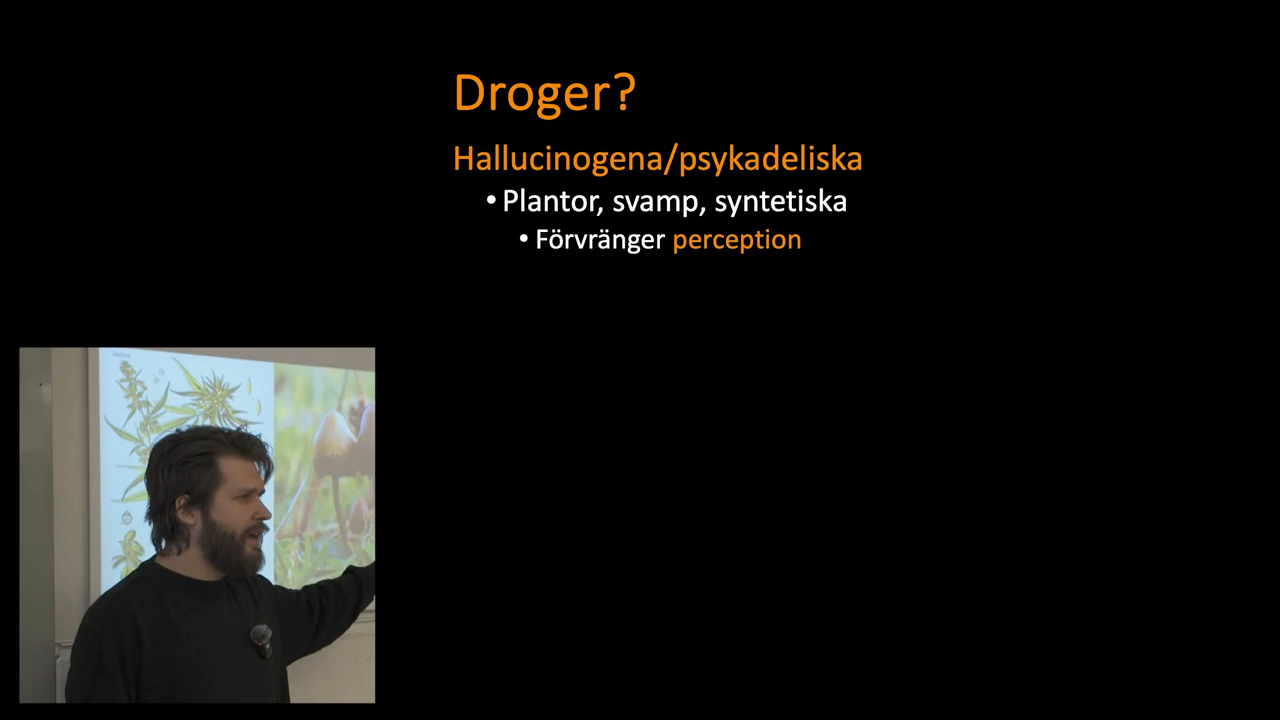 Droger?
Hallucinogena/psykadeliska
• Plantor, svamp, syntetiska
• Förvränger perception